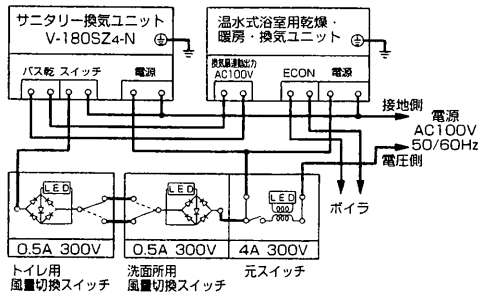 サニタリー換気ユニット
V-180SZ4-N
バス乾 スイッチ 電源
温水式浴室用乾燥・
暖房・換気ユニット
換気扇連動出力
AC100V ECON 電源
接地側
電源
AC100V
50/60Hz
電圧側
ボイラ
LED LED LED
0.5A 300V 0.5A 300V 4A 300V
トイレ用
風量切換スイッチ
洗面所用
風量切換スイッチ
元スイッチ